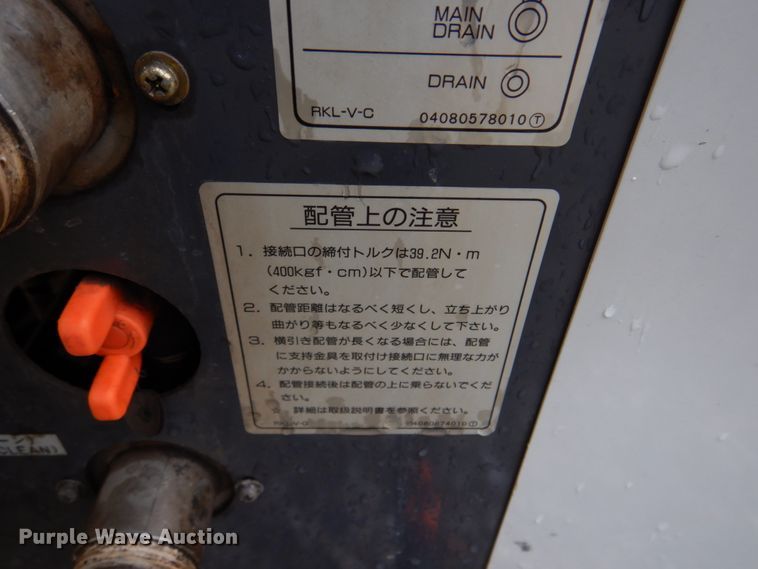 MAIN
DRAIN
DRAIN
RKL-V-C 04080578010Ⓣ
配管上の注意
1. 接続口の締付トルクは39.2N・m
(400kgf・cm)以下で配管して
ください。
2. 配管距離はなるべく短くし、立ち上がり
曲がり等もなるべく少なくして下さい。
3. 横引き配管が長くなる場合には、配管
に支持金具を取付け接続口に無理な力が
かからないようにしてください。
4. 配管接続後は配管の上に乗らないでくだ
さい。
☆ 詳細は取扱説明書を参照ください。
RKL-V-G 04080874010Ⓣ
CLEAN)
Purple Wave Auction